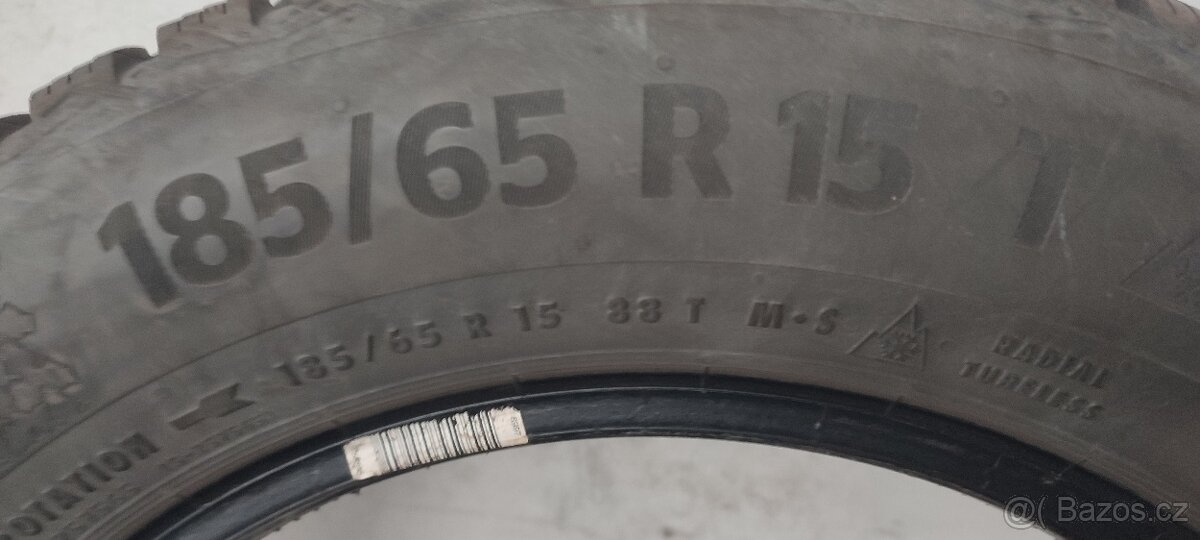 185/65 R 15 T
ROTATION 185/65 R 15 88 T M•S
RADIAL
TUBELESS
@( Bazos.cz